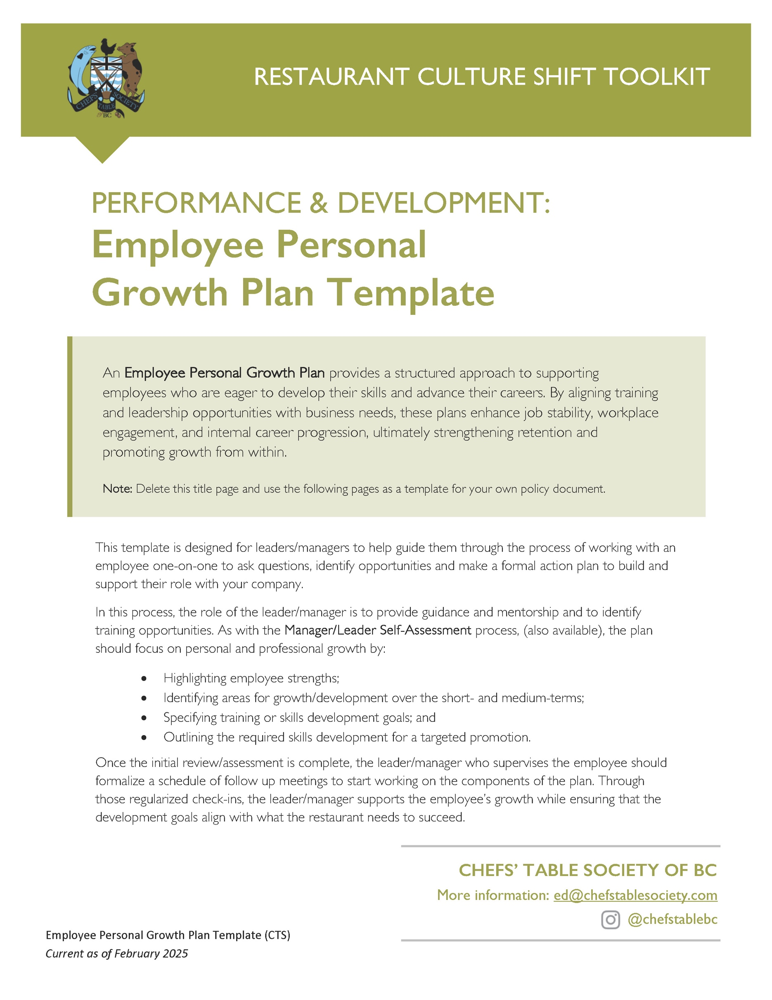 CHEFS' TABLE SOCIETY
of BC
RESTAURANT CULTURE SHIFT TOOLKIT
PERFORMANCE & DEVELOPMENT:
Employee Personal
Growth Plan Template
An Employee Personal Growth Plan provides a structured approach to supporting
employees who are eager to develop their skills and advance their careers. By aligning training
and leadership opportunities with business needs, these plans enhance job stability, workplace
engagement, and internal career progression, ultimately strengthening retention and
promoting growth from within.
Note: Delete this title page and use the following pages as a template for your own policy document.
This template is designed for leaders/managers to help guide them through the process of working with an
employee one-on-one to ask questions, identify opportunities and make a formal action plan to build and
support their role with your company.
In this process, the role of the leader/manager is to provide guidance and mentorship and to identify
training opportunities. As with the Manager/Leader Self-Assessment process, (also available), the plan
should focus on personal and professional growth by:
• Highlighting employee strengths;
• Identifying areas for growth/development over the short- and medium-terms;
• Specifying training or skills development goals; and
• Outlining the required skills development for a targeted promotion.
Once the initial review/assessment is complete, the leader/manager who supervises the employee should
formalize a schedule of follow up meetings to start working on the components of the plan. Through
those regularized check-ins, the leader/manager supports the employee’s growth while ensuring that the
development goals align with what the restaurant needs to succeed.
CHEFS’ TABLE SOCIETY OF BC
More information: ed@chefstablesociety.com
@chefstablebc
Employee Personal Growth Plan Template (CTS)
Current as of February 2025